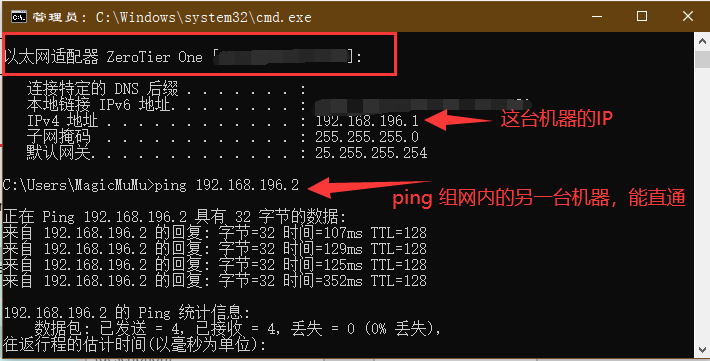 管理员: C:\Windows\system32\cmd.exe
以太网适配器 ZeroTier One [ ]:
连接特定的 DNS 后缀 . . . . . . . :
本地链接 IPv6 地址. . . . . . . . :
IPv4 地址 . . . . . . . . . . . . : 192.168.196.1
这台机器的IP
子网掩码 . . . . . . . . . . . . : 255.255.255.0
默认网关. . . . . . . . . . . . . : 25.255.255.254
C:\Users\MagicMuMu>ping 192.168.196.2
ping 组网内的另一台机器，能直通
正在 Ping 192.168.196.2 具有 32 字节的数据:
来自 192.168.196.2 的回复: 字节=32 时间=107ms TTL=128
来自 192.168.196.2 的回复: 字节=32 时间=129ms TTL=128
来自 192.168.196.2 的回复: 字节=32 时间=125ms TTL=128
来自 192.168.196.2 的回复: 字节=32 时间=352ms TTL=128
192.168.196.2 的 Ping 统计信息:
数据包: 已发送 = 4, 已接收 = 4, 丢失 = 0 (0% 丢失),
往返行程的估计时间(以毫秒为单位):